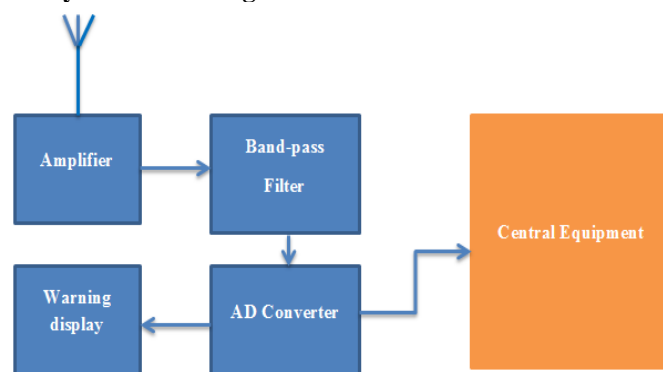 Amplifier
Band-pass
Filter
Central Equipment
Warning
display
AD Converter